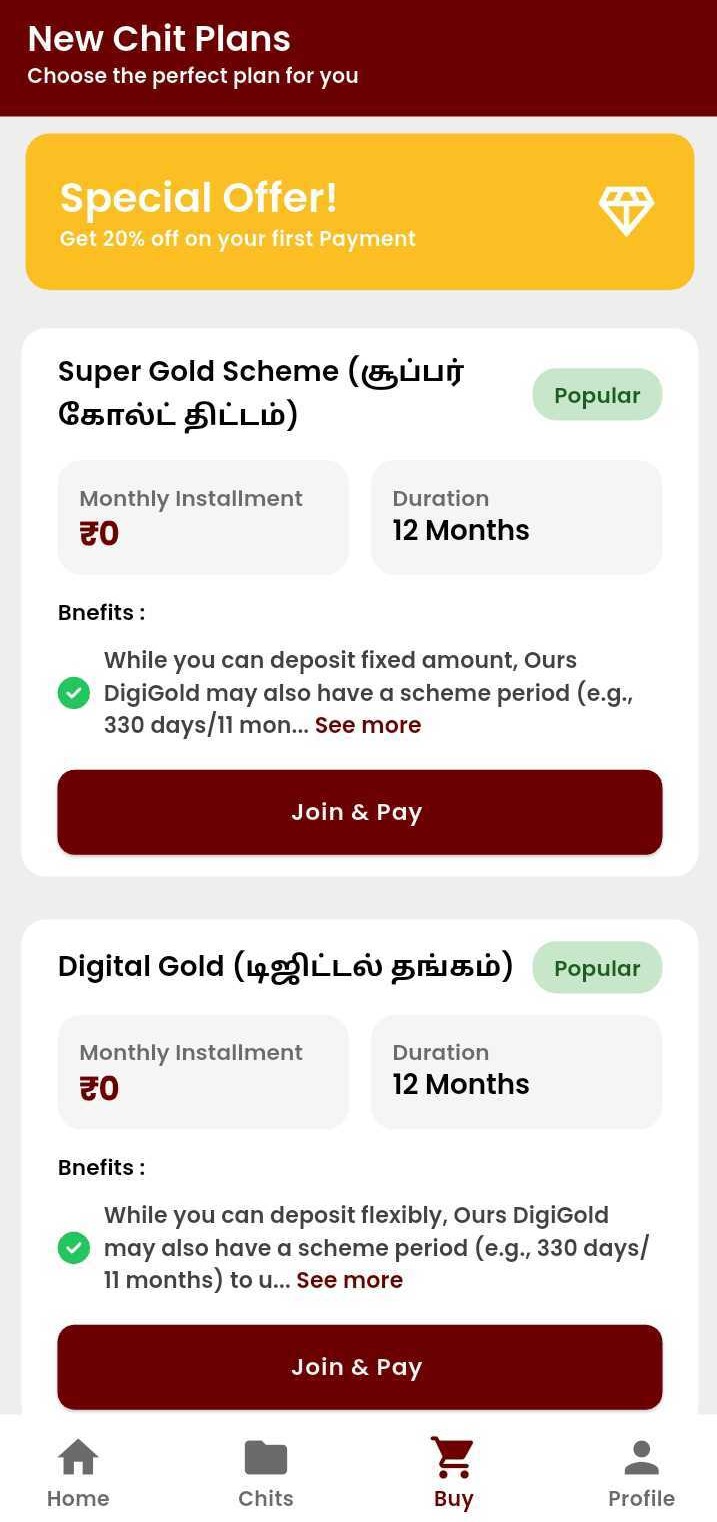 New Chit Plans
Choose the perfect plan for you
Special Offer!
Get 20% off on your first Payment
Super Gold Scheme (சூப்பர்
கோல்ட் திட்டம்)
Popular
Monthly Installment
₹0
Duration
12 Months
Bnefits :
While you can deposit fixed amount, Ours
DigiGold may also have a scheme period (e.g.,
330 days/11 mon... See more
Join & Pay
Digital Gold (டிஜிட்டல் தங்கம்)
Popular
Monthly Installment
₹0
Duration
12 Months
Bnefits :
While you can deposit flexibly, Ours DigiGold
may also have a scheme period (e.g., 330 days/
11 months) to u... See more
Join & Pay
Home
Chits
Buy
Profile